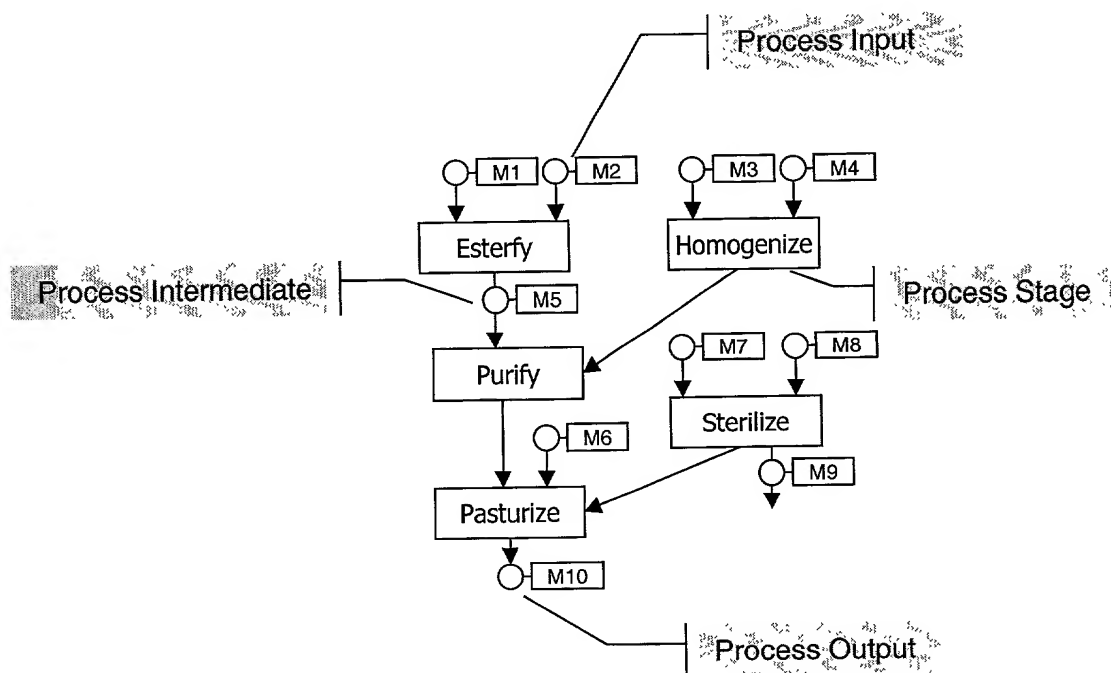 Process Input
M1
M2
M3
M4
Esterfy
Homogenize
Process Intermediate
M5
Process Stage
M7
M8
Purify
Sterilize
M6
M9
Pasturize
M10
Process Output